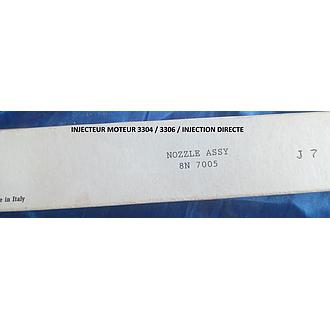 INJECTEUR MOTEUR 3304 / 3306 / INJECTION DIRECTE
NOZZLE ASSY
8N 7005
J 7
in Italy